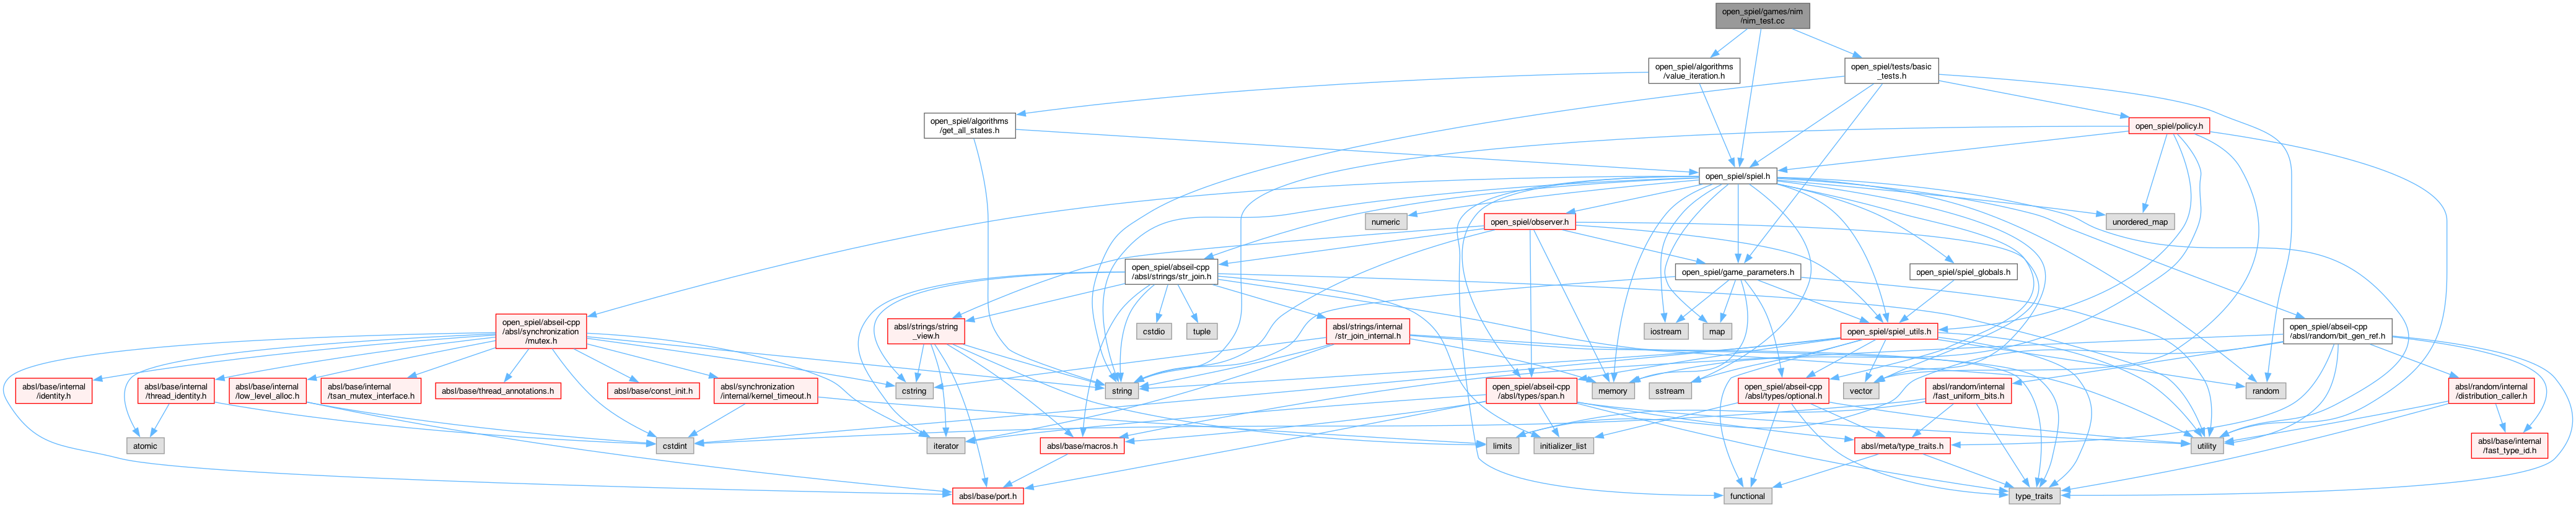 open_spiel/games/nim
/nim_test.cc
open_spiel/algorithms
/value_iteration.h
open_spiel/tests/basic
_tests.h
open_spiel/algorithms
/get_all_states.h
open_spiel/policy.h
open_spiel/spiel.h
numeric
open_spiel/observer.h
unordered_map
open_spiel/abseil-cpp
/absl/strings/str_join.h
open_spiel/game_parameters.h
open_spiel/spiel_globals.h
open_spiel/abseil-cpp
/absl/synchronization
/mutex.h
absl/strings/string
_view.h
cstdio
tuple
absl/strings/internal
/str_join_internal.h
iostream
map
open_spiel/spiel_utils.h
open_spiel/abseil-cpp
/absl/random/bit_gen_ref.h
absl/base/internal
/identity.h
absl/base/internal
/thread_identity.h
absl/base/internal
/low_level_alloc.h
absl/base/internal
/tsan_mutex_interface.h
absl/base/thread_annotations.h
absl/base/const_init.h
absl/synchronization
/internal/kernel_timeout.h
cstring
string
sstream
open_spiel/abseil-cpp
/absl/types/span.h
memory
open_spiel/abseil-cpp
/absl/types/optional.h
vector
absl/random/internal
/fast_uniform_bits.h
random
absl/random/internal
/distribution_caller.h
atomic
cstdint
iterator
absl/base/macros.h
limits
initializer_list
absl/meta/type_traits.h
utility
absl/base/internal
/fast_type_id.h
absl/base/port.h
functional
type_traits